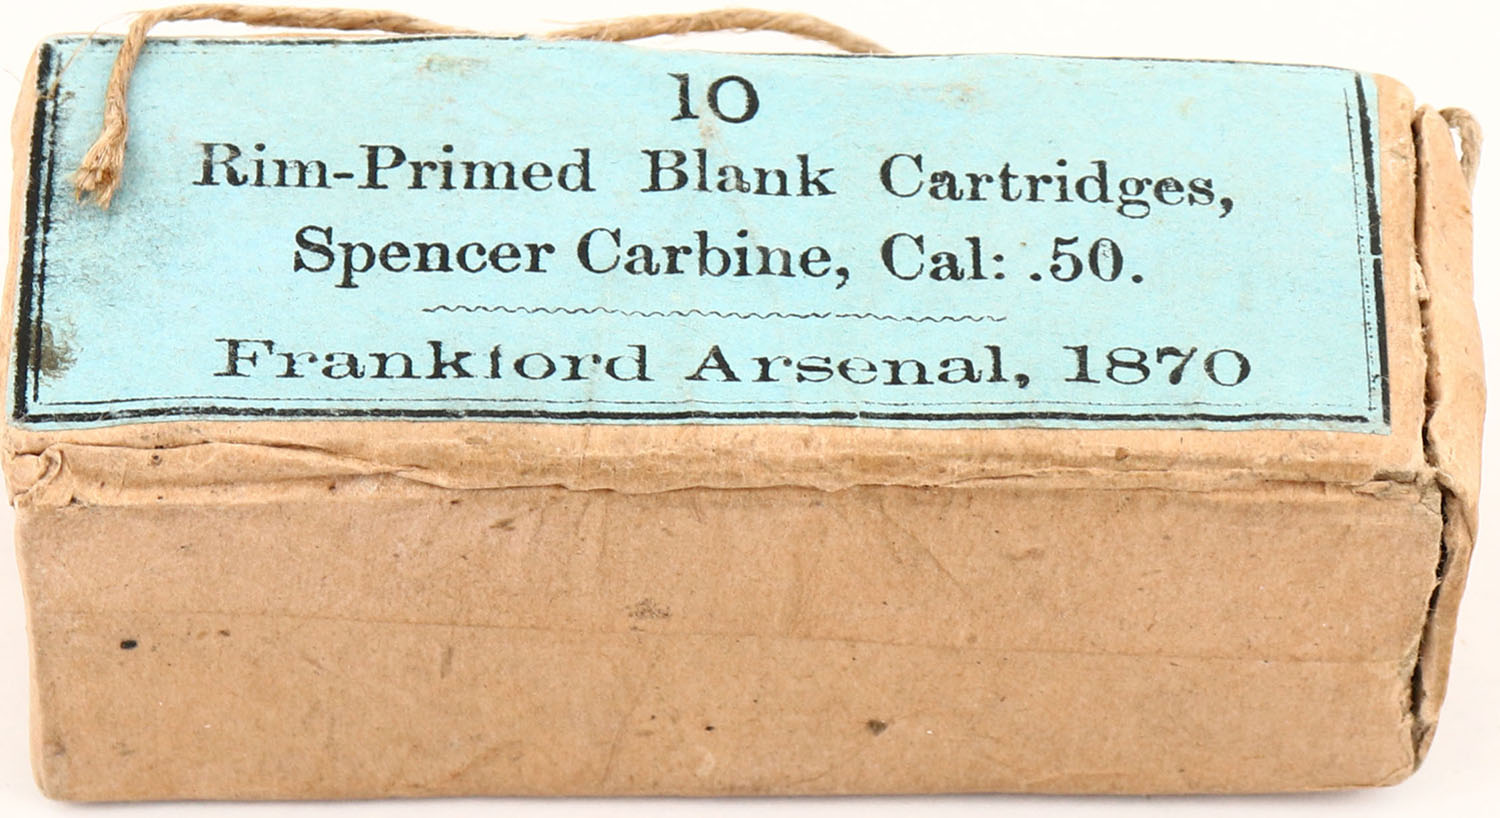 10
Rim-Primed Blank Cartridges,
Spencer Carbine, Cal: .50.
Frankford Arsenal, 1870